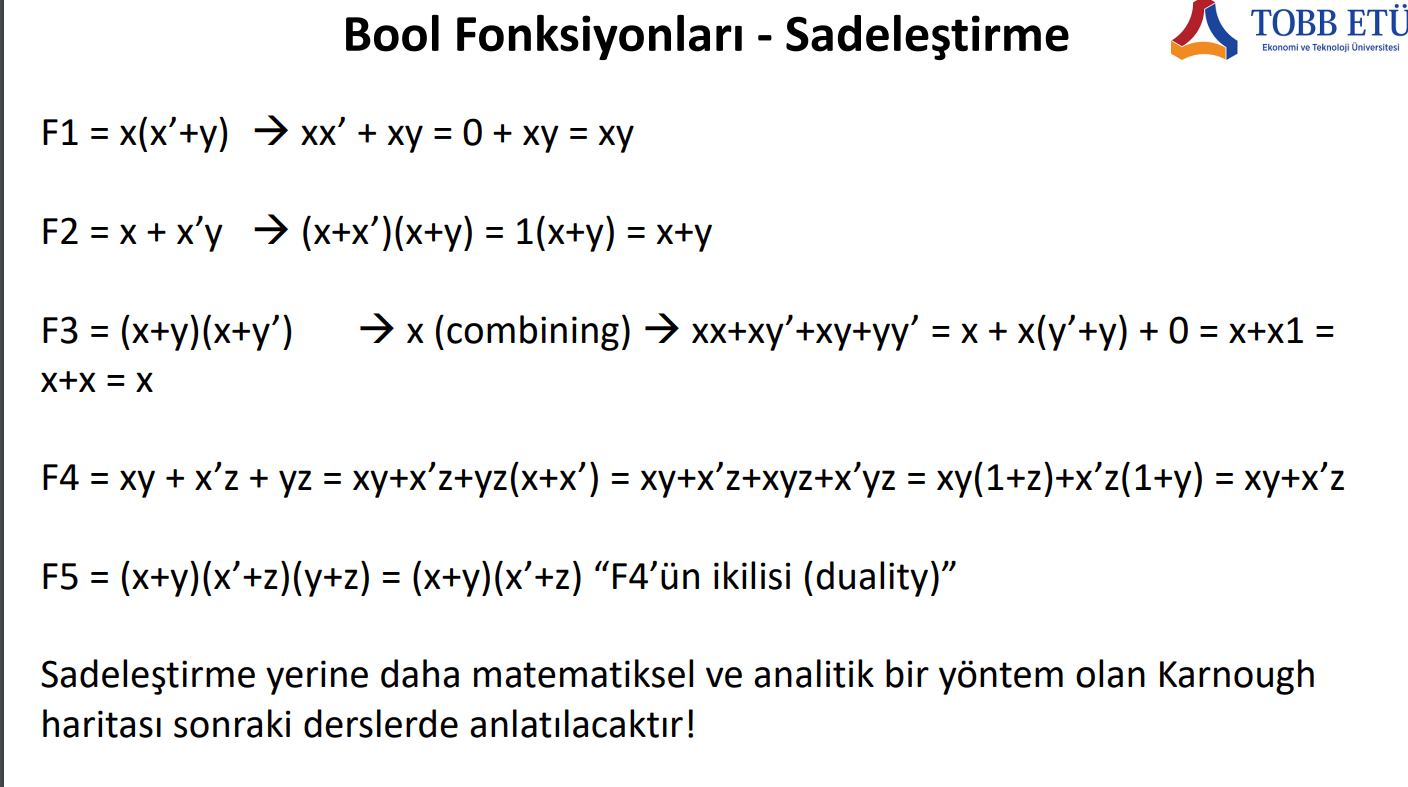 Bool Fonksiyonları - Sadeleştirme
TOBB ETÜ
Ekonomi ve Teknoloji Üniversitesi
F1 = x(x’+y) → xx’ + xy = 0 + xy = xy
F2 = x + x’y → (x+x’)(x+y) = 1(x+y) = x+y
F3 = (x+y)(x+y’) → x (combining) → xx+xy’+xy+yy’ = x + x(y’+y) + 0 = x+x1 =
x+x = x
F4 = xy + x’z + yz = xy+x’z+yz(x+x’) = xy+x’z+xyz+x’yz = xy(1+z)+x’z(1+y) = xy+x’z
F5 = (x+y)(x’+z)(y+z) = (x+y)(x’+z) “F4’ün ikilisi (duality)”
Sadeleştirme yerine daha matematiksel ve analitik bir yöntem olan Karnough
haritası sonraki derslerde anlatılacaktır!